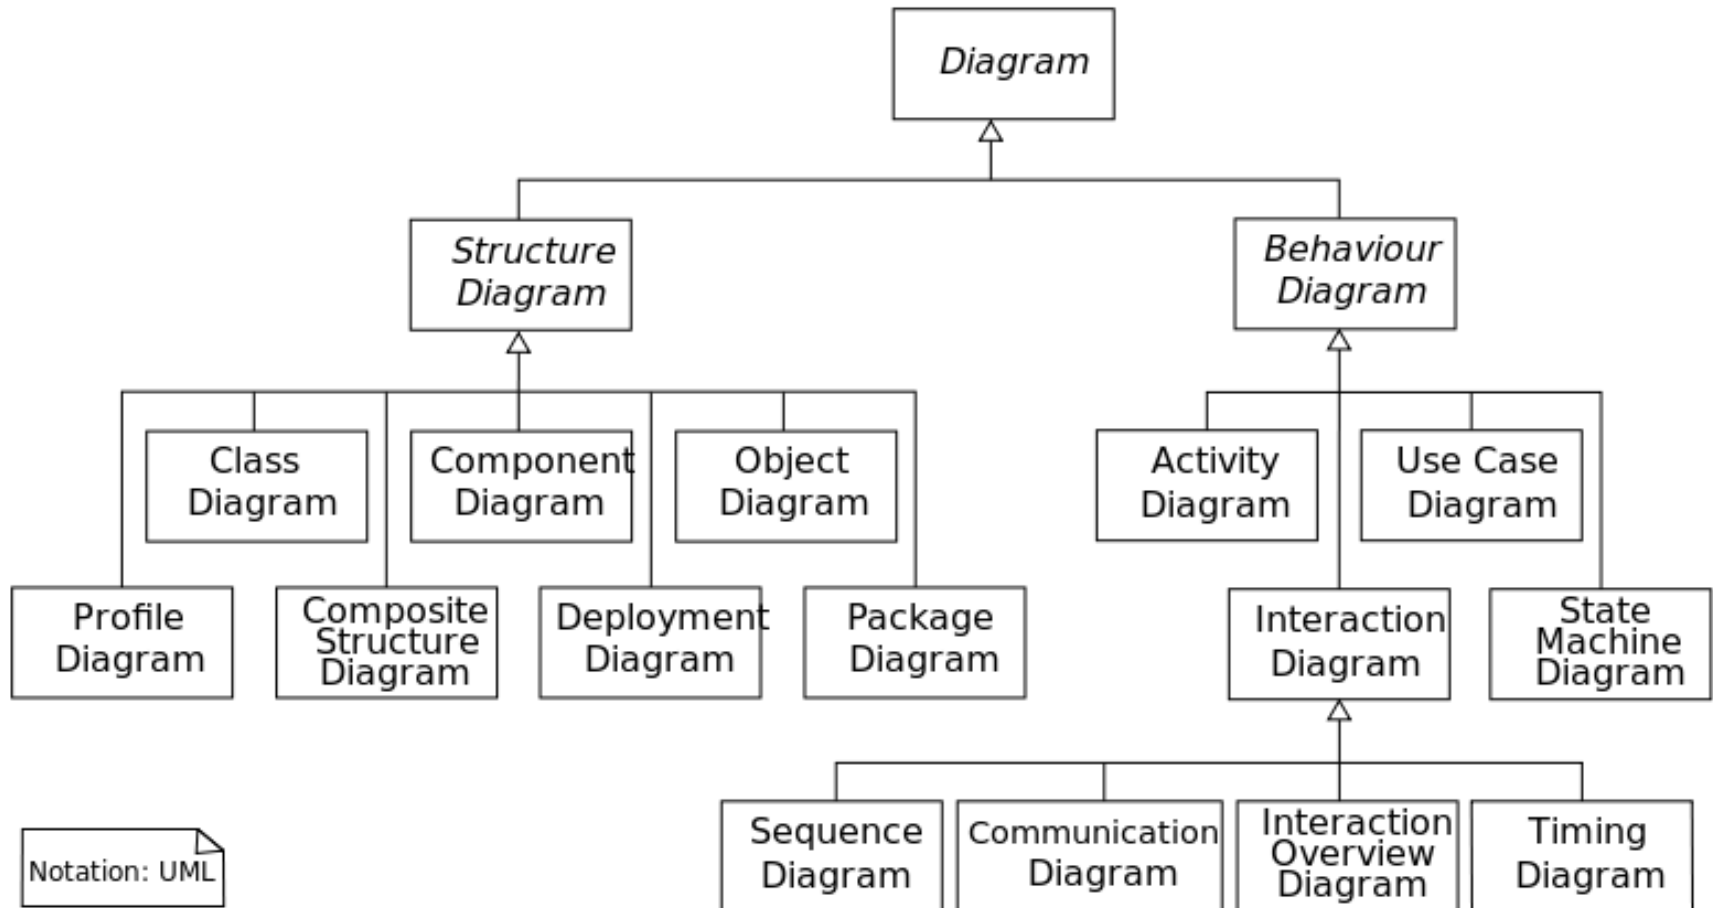 Diagram
Structure
Diagram
Behaviour
Diagram
Class
Diagram
Component
Diagram
Object
Diagram
Activity
Diagram
Use Case
Diagram
Profile
Diagram
Composite
Structure
Diagram
Deployment
Diagram
Package
Diagram
Interaction
Diagram
State
Machine
Diagram
Sequence
Diagram
Communication
Diagram
Interaction
Overview
Diagram
Timing
Diagram
Notation: UML